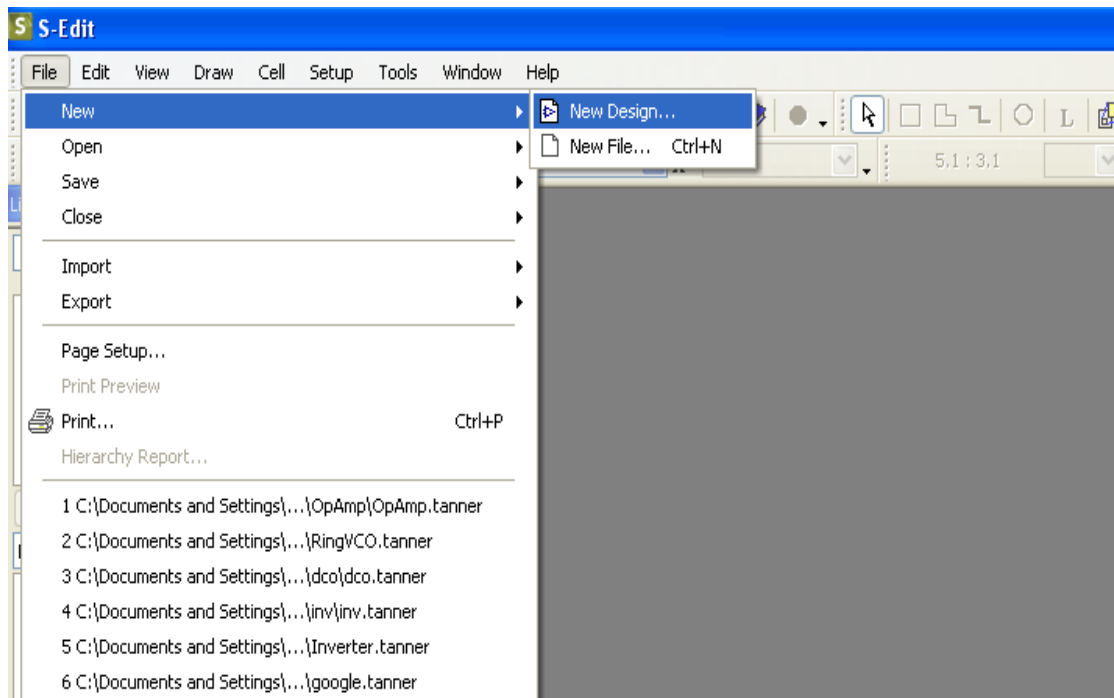 S S-Edit
File Edit View Draw Cell Setup Tools Window Help
New
New Design...
Open
New File... Ctrl+N
5.1 : 3.1
L
Save
Close
Import
Export
Page Setup...
Print Preview
Print... Ctrl+P
Hierarchy Report...
1 C:\Documents and Settings\...\OpAmp\OpAmp.tanner
2 C:\Documents and Settings\...\RingVCO.tanner
3 C:\Documents and Settings\...\dco\dco.tanner
4 C:\Documents and Settings\...\inv\inv.tanner
5 C:\Documents and Settings\...\Inverter.tanner
6 C:\Documents and Settings\...\google.tanner